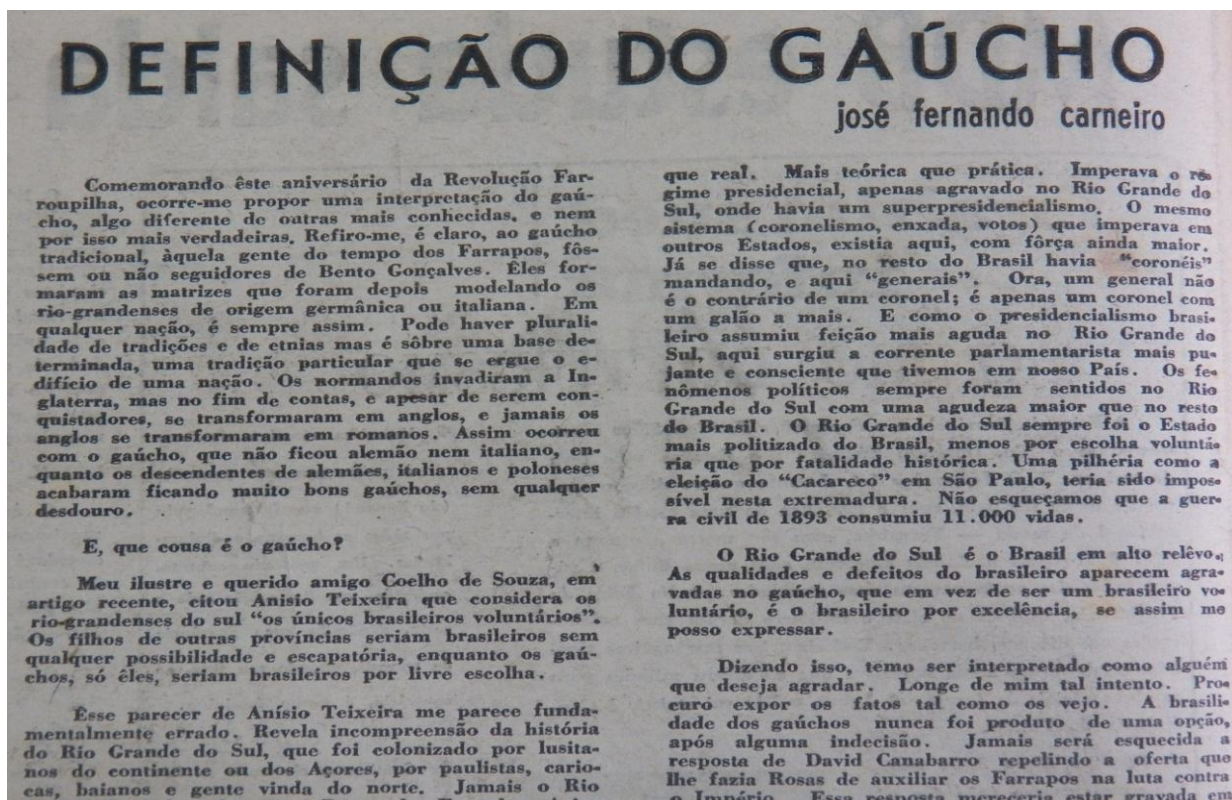 DEFINIÇÃO DO GAÚCHO
josé fernando carneiro
Comemorando êste aniversário da Revolução Far-
roupilha, ocorre-me propor uma interpretação do gaú-
cho, algo diferente de outras mais conhecidas, e nem
por isso mais verdadeiras. Refiro-me, é claro, ao gaúcho
tradicional, àquela gente do tempo dos Farrapos, fôs-
sem ou não seguidores de Bento Gonçalves. Êles for-
maram as matrizes que foram depois modelando os
rio-grandenses de origem germânica ou italiana. Em
qualquer nação, é sempre assim. Pode haver plurali-
dade de tradições e de etnias mas é sôbre uma base de-
terminada, uma tradição particular que se ergue o e-
difício de uma nação. Os normandos invadiram a In-
glaterra, mas no fim de contas, e apesar de serem con-
quistadores, se transformaram em anglos, e jamais os
anglos se transformaram em romanos. Assim ocorreu
com o gaúcho, que não ficou alemão nem italiano, en-
quanto os descendentes de alemães, italianos e poloneses
acabaram ficando muito bons gaúchos, sem qualquer
desdouro.
E, que cousa é o gaúcho?
Meu ilustre e querido amigo Coelho de Souza, em
artigo recente, citou Anisio Teixeira que considera os
rio-grandenses do sul "os únicos brasileiros voluntários".
Os filhos de outras províncias seriam brasileiros sem
qualquer possibilidade e escapatória, enquanto os gaú-
chos, só êles, seriam brasileiros por livre escolha.
Êsse parecer de Anísio Teixeira me parece funda-
mentalmente errado. Revela incompreensão da história
do Rio Grande do Sul, que foi colonizado por lusita-
nos do continente ou dos Açores, por paulistas, cario-
cas, baianos e gente vinda do norte. Jamais o Rio
que real. Mais teórica que prática. Imperava o re-
gime presidencial, apenas agravado no Rio Grande do
Sul, onde havia um superpresidencialismo. O mesmo
sistema (coronelismo, enxada, votos) que imperava em
outros Estados, existia aqui, com fôrça ainda maior.
Já se disse que, no resto do Brasil havia "coronéis"
mandando, e aqui "generais". Ora, um general não
é o contrário de um coronel; é apenas um coronel com
um galão a mais. E como o presidencialismo brasi-
leiro assumiu feição mais aguda no Rio Grande do
Sul, aqui surgiu a corrente parlamentarista mais pu-
jante e consciente que tivemos em nosso País. Os fe-
nômenos políticos sempre foram sentidos no Rio
Grande do Sul com uma agudeza maior que no resto
do Brasil. O Rio Grande do Sul sempre foi o Estado
mais politizado do Brasil, menos por escolha voluntá-
ria que por fatalidade histórica. Uma pilhéria como a
eleição do "Cacareco" em São Paulo, teria sido impos-
sível nesta extremadura. Não esqueçamos que a guer-
ra civil de 1893 consumiu 11.000 vidas.
O Rio Grande do Sul é o Brasil em alto relêvo.
As qualidades e defeitos do brasileiro aparecem agra-
vadas no gaúcho, que em vez de ser um brasileiro vo-
luntário, é o brasileiro por excelência, se assim me
posso expressar.
Dizendo isso, temo ser interpretado como alguém
que deseja agradar. Longe de mim tal intento. Pro-
curo expor os fatos tal como os vejo. A brasili-
dade dos gaúchos nunca foi produto de uma opção,
após alguma indecisão. Jamais será esquecida a
resposta de David Canabarro repelindo a oferta que
lhe fazia Rosas de auxiliar os Farrapos na luta contra
o Império. Essa resposta mereceria estar gravada em